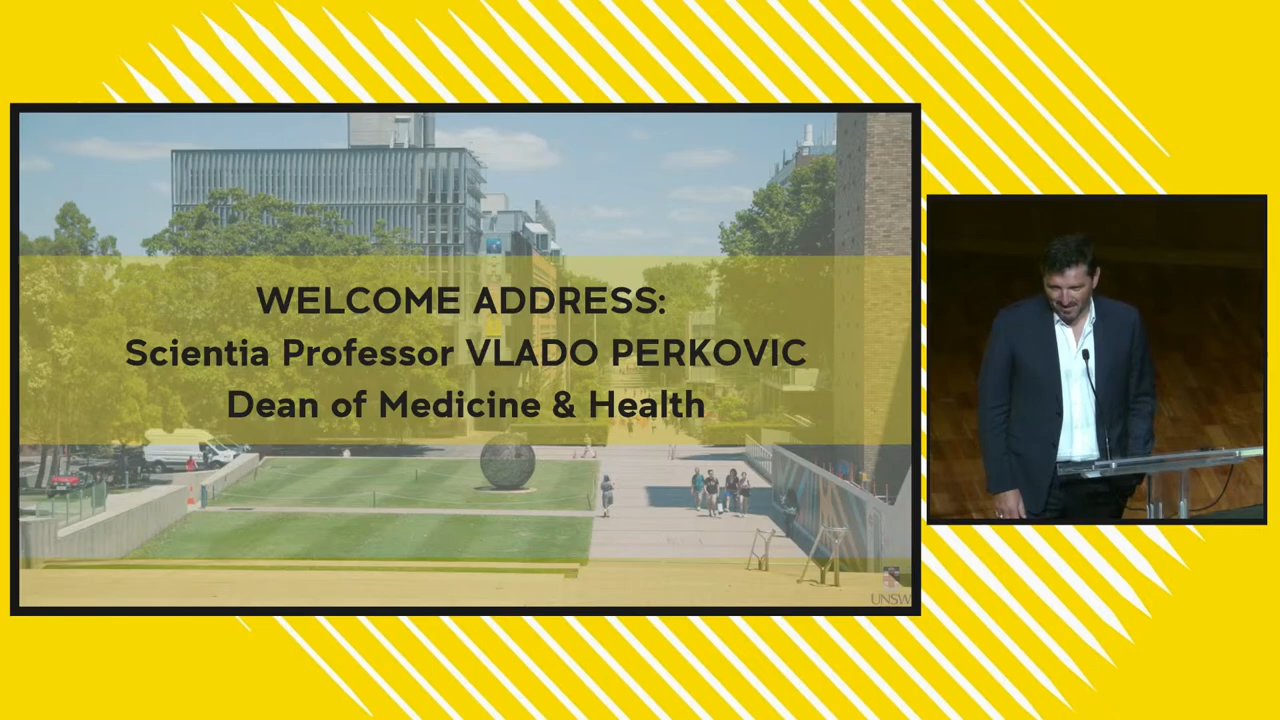 WELCOME ADDRESS:
Scientia Professor VLADO PERKOVIC
Dean of Medicine & Health
UNSW